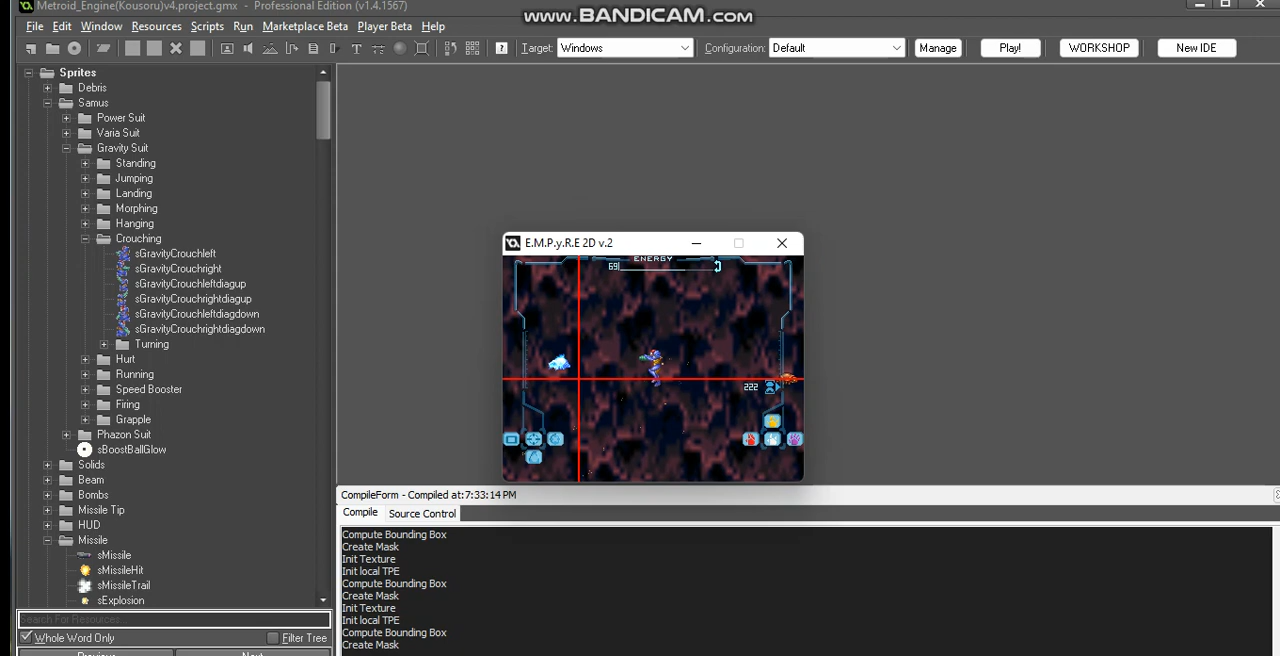 Metroid_Engine(Kousoru)v4.project.gmx - Professional Edition (v1.4.1567)
www.BANDICAM.com
File Edit Window Resources Scripts Run Marketplace Beta Player Beta Help
Target: Windows Configuration: Default Manage Play! WORKSHOP New IDE
Sprites
Debris
Samus
Power Suit
Varia Suit
Gravity Suit
Standing
Jumping
Landing
Morphing
Hanging
Crouching
sGravityCrouchleft
sGravityCrouchright
sGravityCrouchleftdiagup
sGravityCrouchrightdiagup
sGravityCrouchleftdiagdown
sGravityCrouchrightdiagdown
Turning
Hurt
Running
Speed Booster
Firing
Grapple
Phazon Suit
sBoostBallGlow
Solids
Beam
Bombs
Missile Tip
HUD
Missile
sMissile
sMissileHit
sMissileTrail
sExplosion
Search For Resources...
Whole Word Only Filter Tree
Previous Next
E.M.P.y.R.E 2D v.2
ENERGY
69
222
CompileForm - Compiled at:7:33:14 PM
Compile Source Control
Compute Bounding Box
Create Mask
Init Texture
Init local TPE
Compute Bounding Box
Create Mask
Init Texture
Init local TPE
Compute Bounding Box
Create Mask